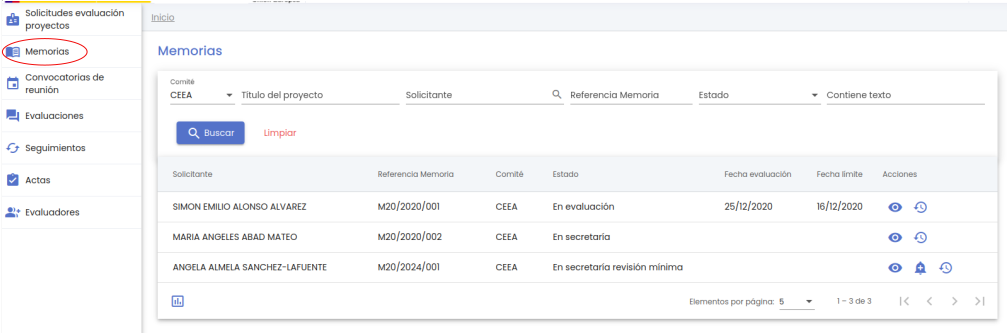 Solicitudes evaluación
proyectos
Memorias
Convocatorias de
reunión
Evaluaciones
Seguimientos
Actas
Evaluadores
Inicio
Memorias
Comité
CEEA Título del proyecto Solicitante Referencia Memoria Estado Contiene texto
Buscar Limpiar
Solicitante Referencia Memoria Comité Estado Fecha evaluación Fecha límite Acciones
SIMON EMILIO ALONSO ALVAREZ M20/2020/001 CEEA En evaluación 25/12/2020 16/12/2020
MARIA ANGELES ABAD MATEO M20/2020/002 CEEA En secretaría
ANGELA ALMELA SANCHEZ-LAFUENTE M20/2024/001 CEEA En secretaría revisión mínima
Elementos por página: 5 1 – 3 de 3